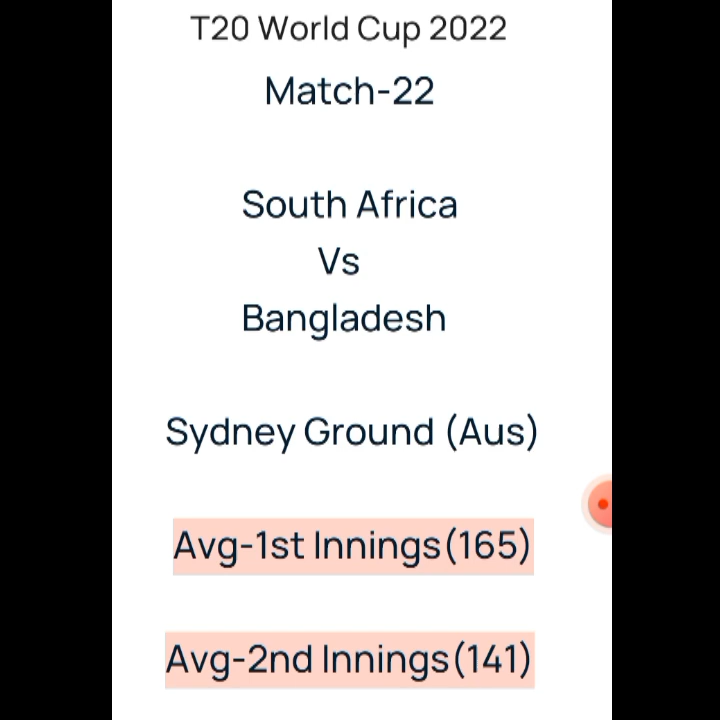 T20 World Cup 2022
Match-22
South Africa
Vs
Bangladesh
Sydney Ground (Aus)
Avg-1st Innings(165)
Avg-2nd Innings(141)